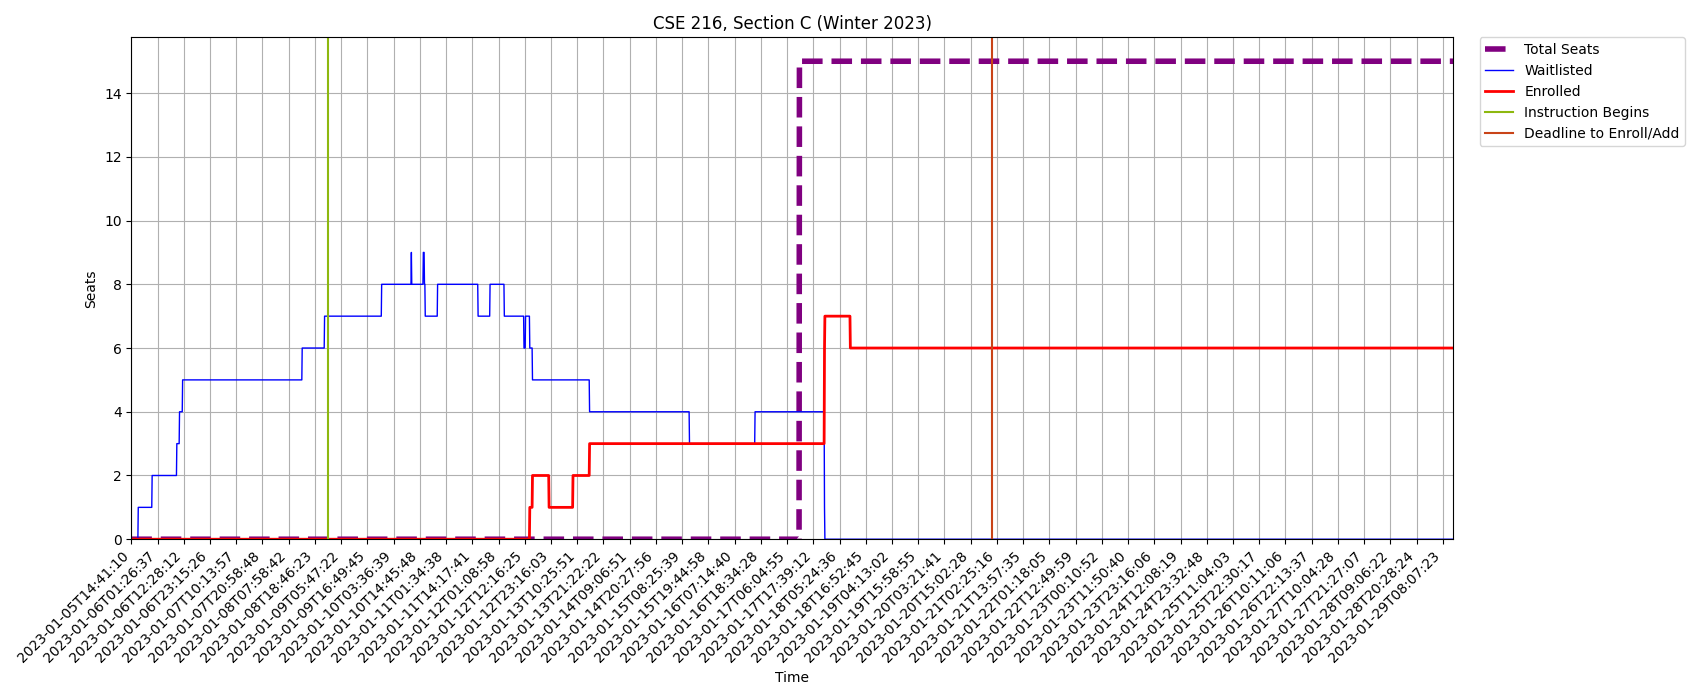 CSE 216, Section C (Winter 2023)
Total Seats
Waitlisted
Enrolled
Instruction Begins
Deadline to Enroll/Add
Seats
14
12
10
8
6
4
2
0
2023-01-05T14:41:10
2023-01-06T01:26:37
2023-01-06T12:28:12
2023-01-06T23:15:26
2023-01-07T10:13:57
2023-01-07T20:58:48
2023-01-08T07:58:42
2023-01-08T18:46:23
2023-01-09T05:47:22
2023-01-09T16:49:45
2023-01-10T03:36:39
2023-01-10T14:45:48
2023-01-11T01:34:38
2023-01-11T14:17:41
2023-01-12T01:08:58
2023-01-12T12:16:25
2023-01-12T23:16:03
2023-01-13T10:25:51
2023-01-13T21:22:22
2023-01-14T09:06:51
2023-01-14T20:27:56
2023-01-15T08:25:39
2023-01-15T19:44:58
2023-01-16T07:14:40
2023-01-16T18:34:28
2023-01-17T06:04:55
2023-01-17T17:39:12
2023-01-18T05:24:36
2023-01-18T16:52:45
2023-01-19T04:13:02
2023-01-19T15:58:55
2023-01-20T03:21:41
2023-01-20T15:02:28
2023-01-21T02:25:16
2023-01-21T13:57:35
2023-01-22T01:18:05
2023-01-22T12:49:59
2023-01-23T00:10:52
2023-01-23T11:50:40
2023-01-23T23:16:06
2023-01-24T12:08:19
2023-01-24T23:32:48
2023-01-25T11:04:03
2023-01-25T22:30:17
2023-01-26T10:11:06
2023-01-26T22:13:37
2023-01-27T10:04:28
2023-01-27T21:27:07
2023-01-28T09:06:22
2023-01-28T20:28:24
2023-01-29T08:07:23
Time